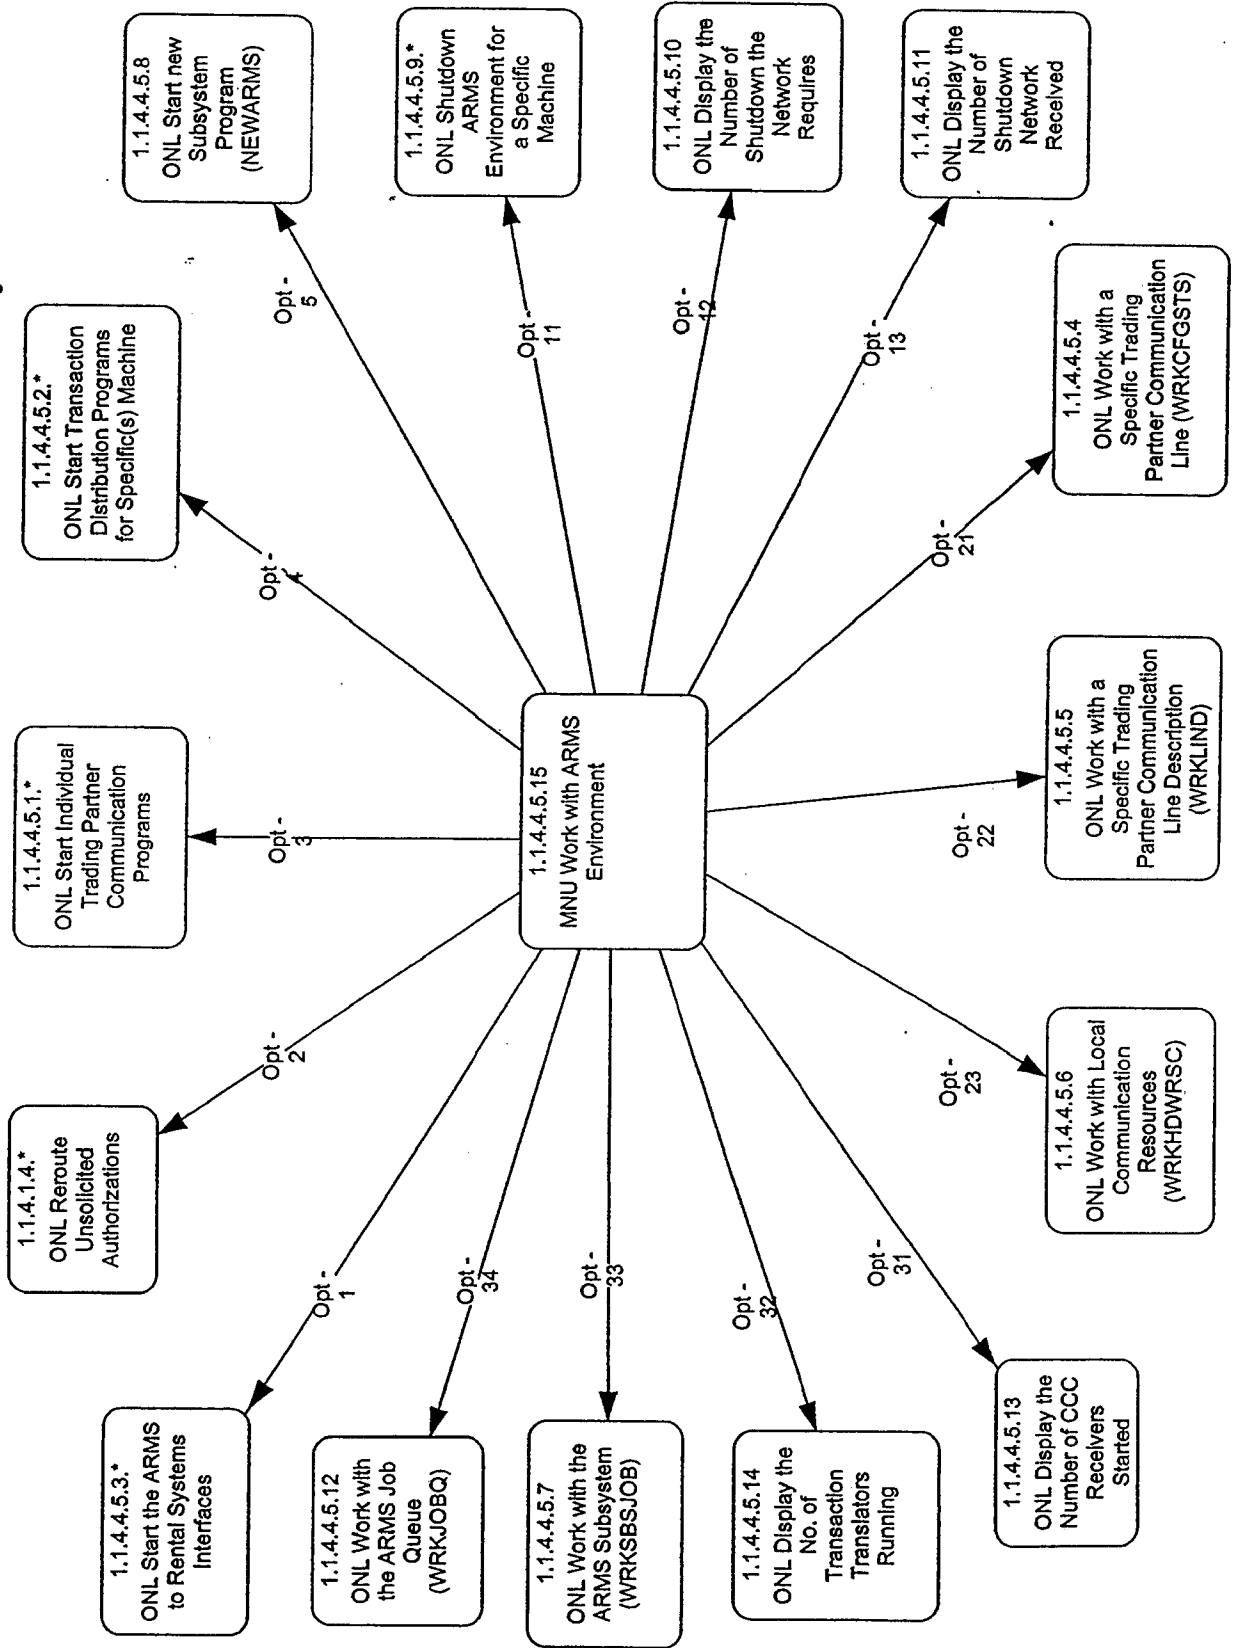 1.1.4.4.5.3.*
ONL Start the ARMS
to Rental Systems
Interfaces
1.1.4.1.4.*
ONL Reroute
Unsolicited
Authorizations
1.1.4.4.5.1.*
ONL Start Individual
Trading Partner
Communication
Programs
1.1.4.4.5.2.*
ONL Start Transaction
Distribution Programs
for Specific(s) Machine
1.1.4.4.5.8
ONL Start new
Subsystem
Program
(NEWARMS)
Opt -
1
Opt -
2
Opt -
3
Opt -
4
Opt -
5
1.1.4.4.5.12
ONL Work with
the ARMS Job
Queue
(WRKJOBQ)
Opt -
34
Opt -
11
1.1.4.4.5.9.*
ONL Shutdown
ARMS
Environment for
a Specific
Machine
1.1.4.4.5.7
ONL Work with the
ARMS Subsystem
(WRKSBSJOB)
Opt -
33
1.1.4.4.5.15
MNU Work with ARMS
Environment
Opt -
12
1.1.4.4.5.10
ONL Display the
Number of
Shutdown the
Network
Requires
1.1.4.4.5.14
ONL Display the
No. of
Transaction
Translators
Running
Opt -
32
Opt -
13
1.1.4.4.5.11
ONL Display the
Number of
Shutdown
Network
Received
Opt -
31
Opt -
23
Opt -
22
Opt -
21
1.1.4.4.5.13
ONL Display the
Number of CCC
Receivers
Started
1.1.4.4.5.6
ONL Work with Local
Communication
Resources
(WRKHDWRSC)
1.1.4.4.5.5
ONL Work with a
Specific Trading
Partner Communication
Line Description
(WRKLIND)
1.1.4.4.5.4
ONL Work with a
Specific Trading
Partner Communication
Line (WRKCFGSTS)